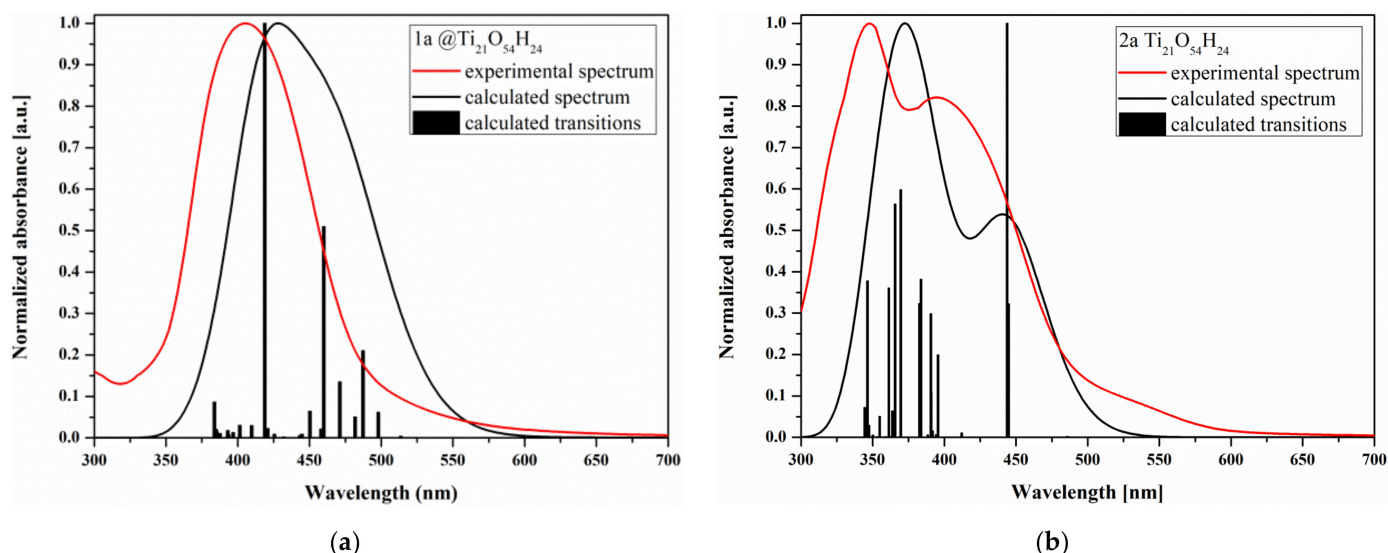 1a @Ti₂₁O₅₄H₂₄
experimental spectrum
calculated spectrum
calculated transitions
Normalized absorbance [a.u.]
1.0
0.9
0.8
0.7
0.6
0.5
0.4
0.3
0.2
0.1
0.0
300 350 400 450 500 550 600 650 700
Wavelength (nm)
(a)
2a Ti₂₁O₅₄H₂₄
experimental spectrum
calculated spectrum
calculated transitions
Normalized absorbance [a.u.]
1.0
0.9
0.8
0.7
0.6
0.5
0.4
0.3
0.2
0.1
0.0
300 350 400 450 500 550 600 650 700
Wavelength [nm]
(b)